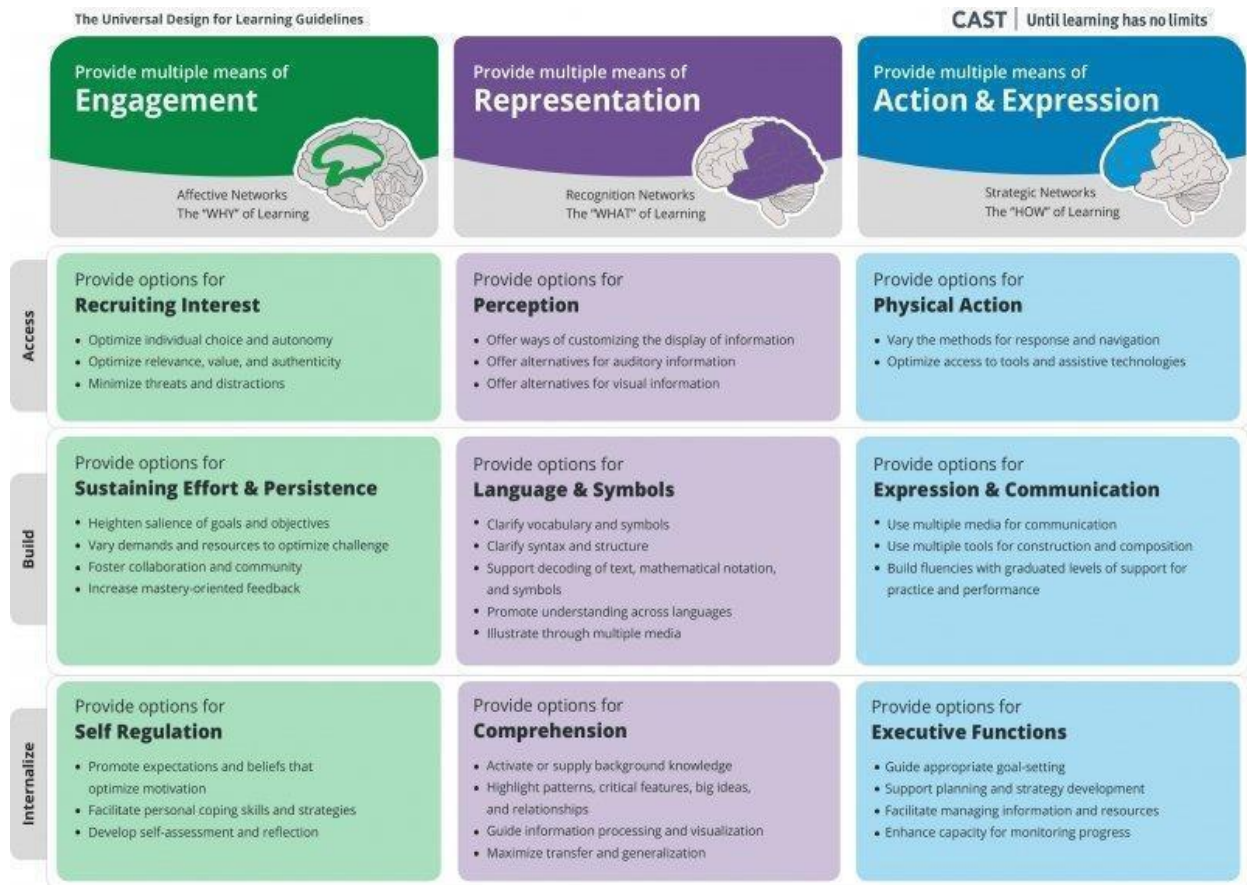 The Universal Design for Learning Guidelines
CAST | Until learning has no limits
Provide multiple means of
Engagement
Affective Networks
The "WHY" of Learning
Provide multiple means of
Representation
Recognition Networks
The "WHAT" of Learning
Provide multiple means of
Action & Expression
Strategic Networks
The "HOW" of Learning
Access
Provide options for
Recruiting Interest
• Optimize individual choice and autonomy
• Optimize relevance, value, and authenticity
• Minimize threats and distractions
Provide options for
Perception
• Offer ways of customizing the display of information
• Offer alternatives for auditory information
• Offer alternatives for visual information
Provide options for
Physical Action
• Vary the methods for response and navigation
• Optimize access to tools and assistive technologies
Build
Provide options for
Sustaining Effort & Persistence
• Heighten salience of goals and objectives
• Vary demands and resources to optimize challenge
• Foster collaboration and community
• Increase mastery-oriented feedback
Provide options for
Language & Symbols
• Clarify vocabulary and symbols
• Clarify syntax and structure
• Support decoding of text, mathematical notation,
and symbols
• Promote understanding across languages
• Illustrate through multiple media
Provide options for
Expression & Communication
• Use multiple media for communication
• Use multiple tools for construction and composition
• Build fluencies with graduated levels of support for
practice and performance
Internalize
Provide options for
Self Regulation
• Promote expectations and beliefs that
optimize motivation
• Facilitate personal coping skills and strategies
• Develop self-assessment and reflection
Provide options for
Comprehension
• Activate or supply background knowledge
• Highlight patterns, critical features, big ideas,
and relationships
• Guide information processing and visualization
• Maximize transfer and generalization
Provide options for
Executive Functions
• Guide appropriate goal-setting
• Support planning and strategy development
• Facilitate managing information and resources
• Enhance capacity for monitoring progress